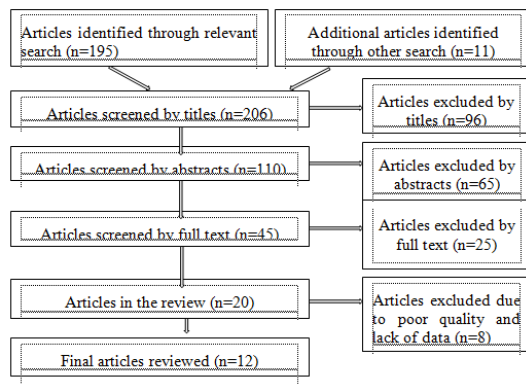 Articles identified through relevant
search (n=195)
Additional articles identified
through other search (n=11)
Articles screened by titles (n=206)
Articles excluded by
titles (n=96)
Articles screened by abstracts (n=110)
Articles excluded by
abstracts (n=65)
Articles screened by full text (n=45)
Articles excluded by
full text (n=25)
Articles in the review (n=20)
Articles excluded due
to poor quality and
lack of data (n=8)
Final articles reviewed (n=12)